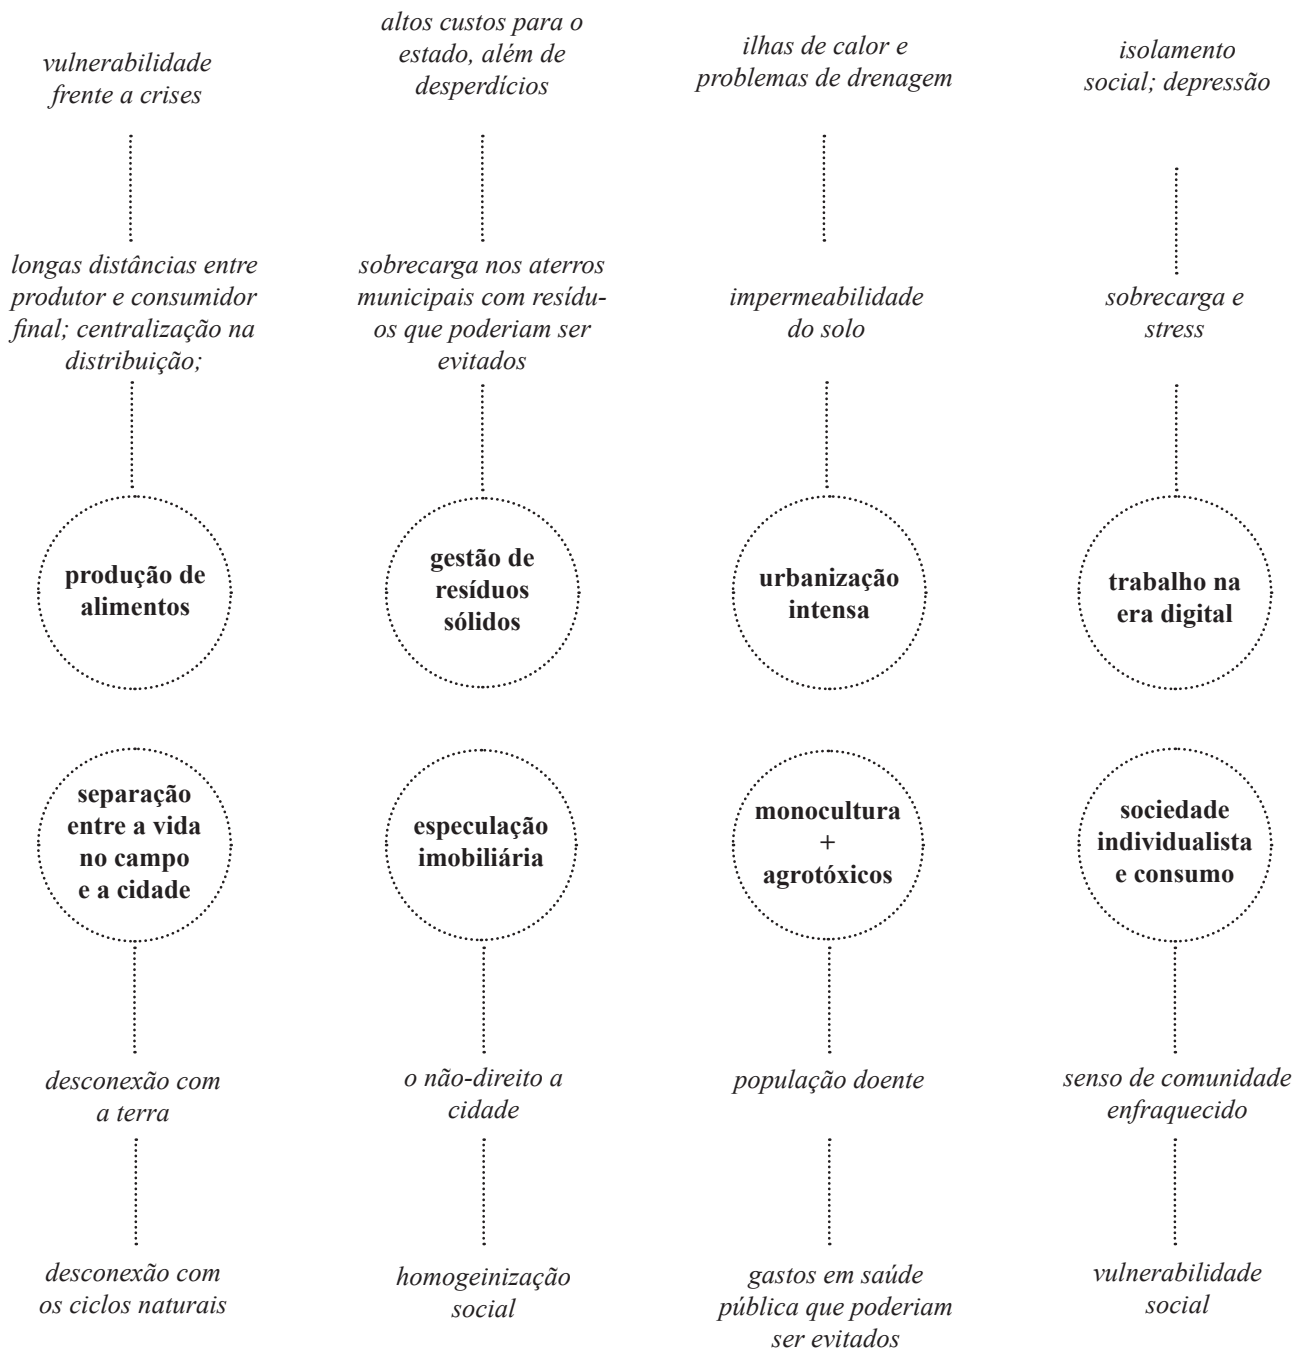 vulnerabilidade
frente a crises
altos custos para o
estado, além de
desperdícios
ilhas de calor e
problemas de drenagem
isolamento
social; depressão
longas distâncias entre
produtor e consumidor
final; centralização na
distribuição;
sobrecarga nos aterros
municipais com resídu-
os que poderiam ser
evitados
impermeabilidade
do solo
sobrecarga e
stress
produção de
alimentos
gestão de
resíduos
sólidos
urbanização
intensa
trabalho na
era digital
separação
entre a vida
no campo
e a cidade
especulação
imobiliária
monocultura
+
agrotóxicos
sociedade
individualista
e consumo
desconexão com
a terra
o não-direito a
cidade
população doente
senso de comunidade
enfraquecido
desconexão com
os ciclos naturais
homogeinização
social
gastos em saúde
pública que poderiam
ser evitados
vulnerabilidade
social